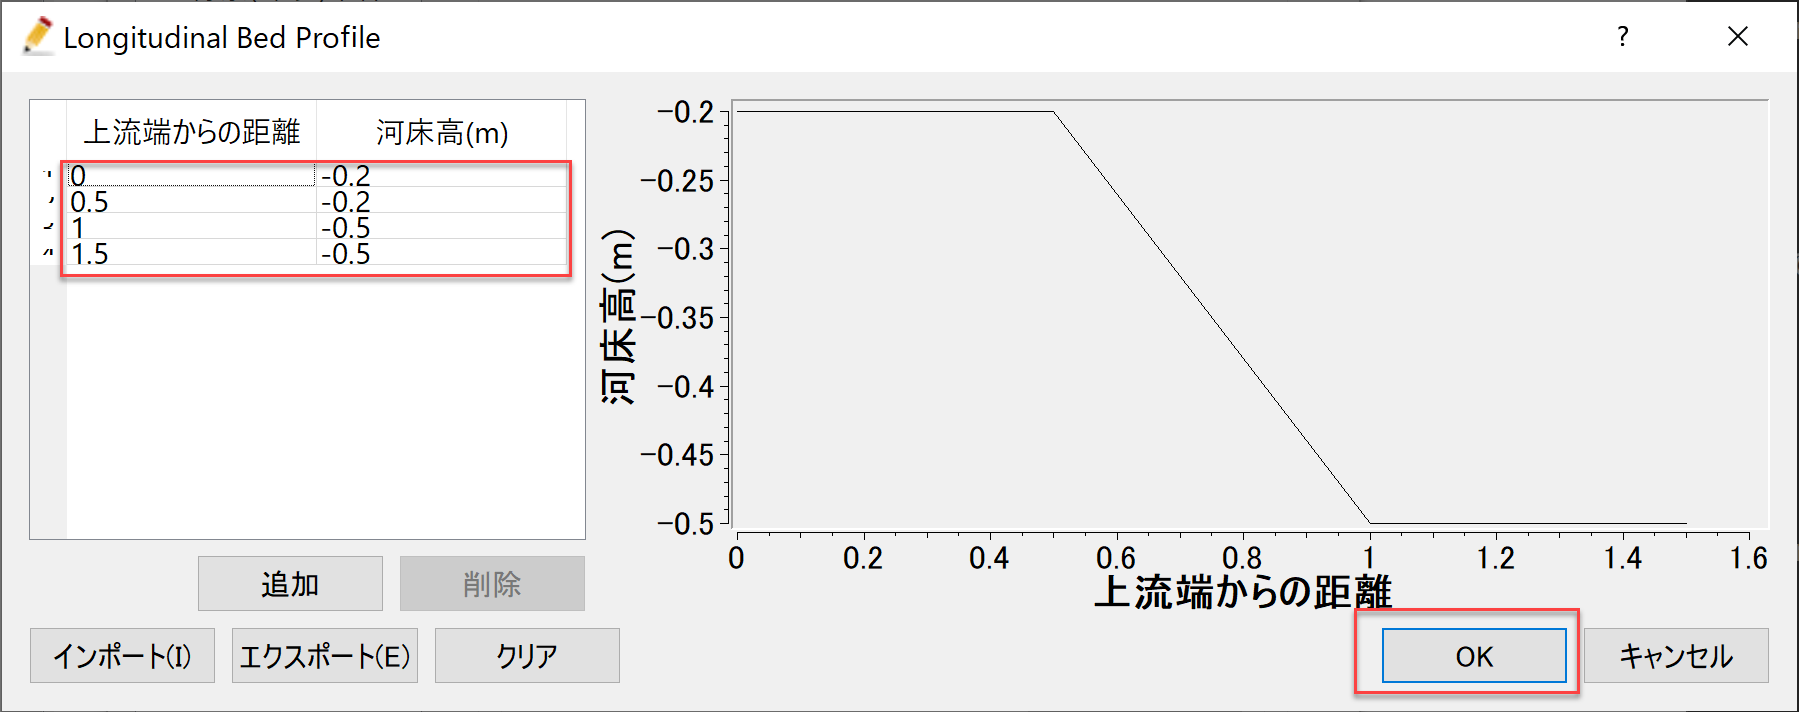 Longitudinal Bed Profile
?
上流端からの距離 河床高(m)
0 -0.2
0.5 -0.2
1 -0.5
1.5 -0.5
追加 削除
インポート(I) エクスポート(E) クリア
河床高(m)
-0.2
-0.25
-0.3
-0.35
-0.4
-0.45
-0.5
0 0.2 0.4 0.6 0.8 1 1.2 1.4 1.6
上流端からの距離
OK キャンセル